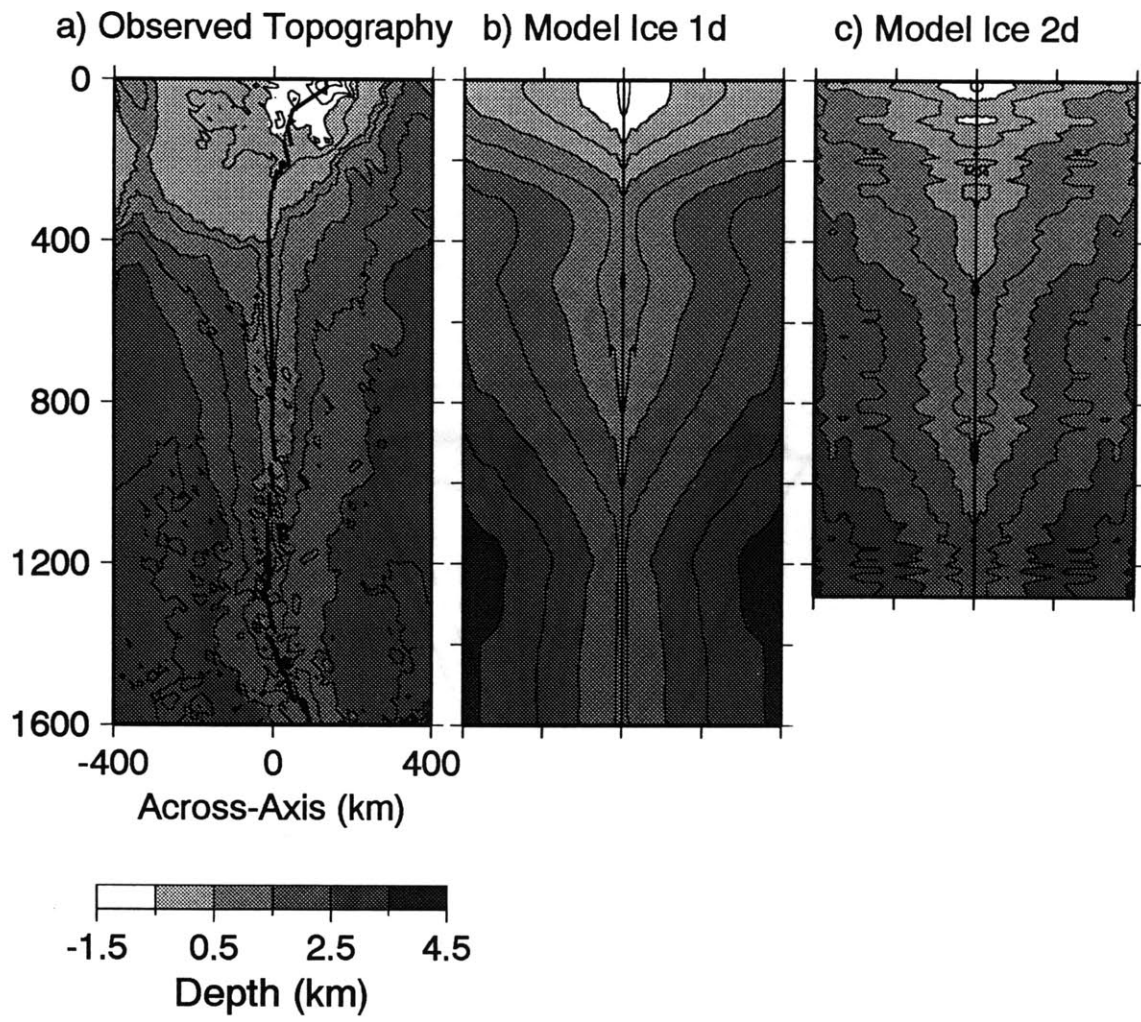 a) Observed Topography b) Model Ice 1d c) Model Ice 2d
0
400
800
1200
1600
-400 0 400
Across-Axis (km)
-1.5 0.5 2.5 4.5
Depth (km)